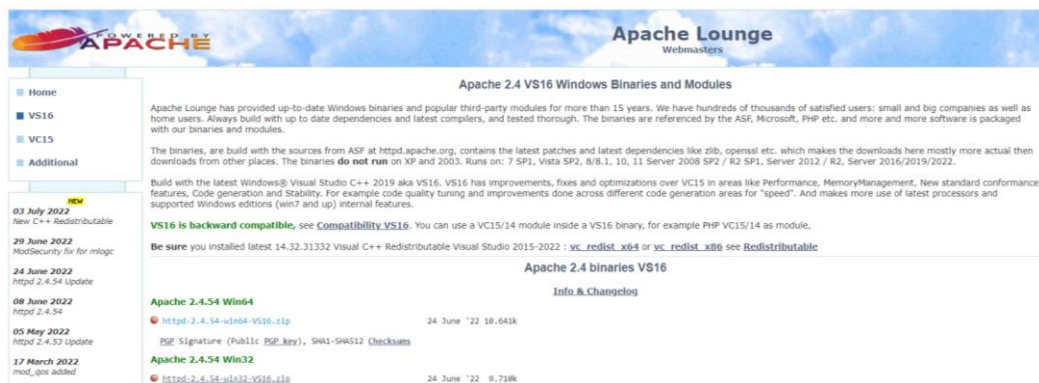 POWERED BY
APACHE
Apache Lounge
Webmasters
Home
VS16
VC15
Additional
NEW
03 July 2022
New C++ Redistributable
29 June 2022
ModSecurity fix for mlogc
24 June 2022
httpd 2.4.54 Update
08 June 2022
httpd 2.4.54
05 May 2022
httpd 2.4.53 Update
17 March 2022
mod_qos added
Apache 2.4 VS16 Windows Binaries and Modules
Apache Lounge has provided up-to-date Windows binaries and popular third-party modules for more than 15 years. We have hundreds of thousands of satisfied users: small and big companies as well as
home users. Always build with up to date dependencies and latest compilers, and tested thorough. The binaries are referenced by the ASF, Microsoft, PHP etc. and more and more software is packaged
with our binaries and modules.
The binaries, are build with the sources from ASF at httpd.apache.org, contains the latest patches and latest dependencies like zlib, openssl etc. which makes the downloads here mostly more actual then
downloads from other places. The binaries do not run on XP and 2003. Runs on: 7 SP1, Vista SP2, 8/8.1, 10, 11 Server 2008 SP2 / R2 SP1, Server 2012 / R2, Server 2016/2019/2022.
Build with the latest Windows® Visual Studio C++ 2019 aka VS16. VS16 has improvements, fixes and optimizations over VC15 in areas like Performance, MemoryManagement, New standard conformance
features, Code generation and Stability. For example code quality tuning and improvements done across different code generation areas for "speed". And makes more use of latest processors and
supported Windows editions (win7 and up) internal features.
VS16 is backward compatible, see Compatibility VS16. You can use a VC15/14 module inside a VS16 binary, for example PHP VC15/14 as module,
Be sure you installed latest 14.32.31332 Visual C++ Redistributable Visual Studio 2015-2022 : vc_redist_x64 or vc_redist_x86 see Redistributable
Apache 2.4 binaries VS16
Info & Changelog
Apache 2.4.54 Win64
httpd-2.4.54-win64-VS16.zip 24 June '22 10.641k
PGP Signature (Public PGP key), SHA1-SHA512 Checksums
Apache 2.4.54 Win32
httpd-2.4.54-win32-VS16.zip 24 June '22 9.710k